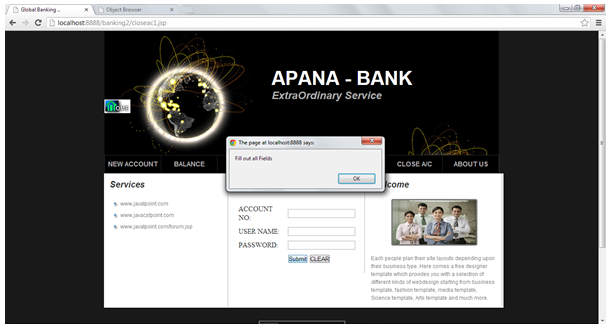 Global Banking ..
Object Browser
localhost:8888/banking2/closeac1.jsp
APANA - BANK
ExtraOrdinary Service
The page at localhost:8888 says:
Fill out all Fields
OK
NEW ACCOUNT
BALANCE
CLOSE A/C
ABOUT US
Services
www.javatpoint.com
www.javacstpoint.com
www.javatpoint.com/forum.jsp
ACCOUNT
NO:
USER NAME:
PASSWORD:
Submit CLEAR
lcome
Each people plan their site layouts depending upon
their business type. Here comes a free designer
template which provides you with a selection of
different kinds of webdesign starting from business
template, fashion template, media template,
Science template, Arts template and much more.